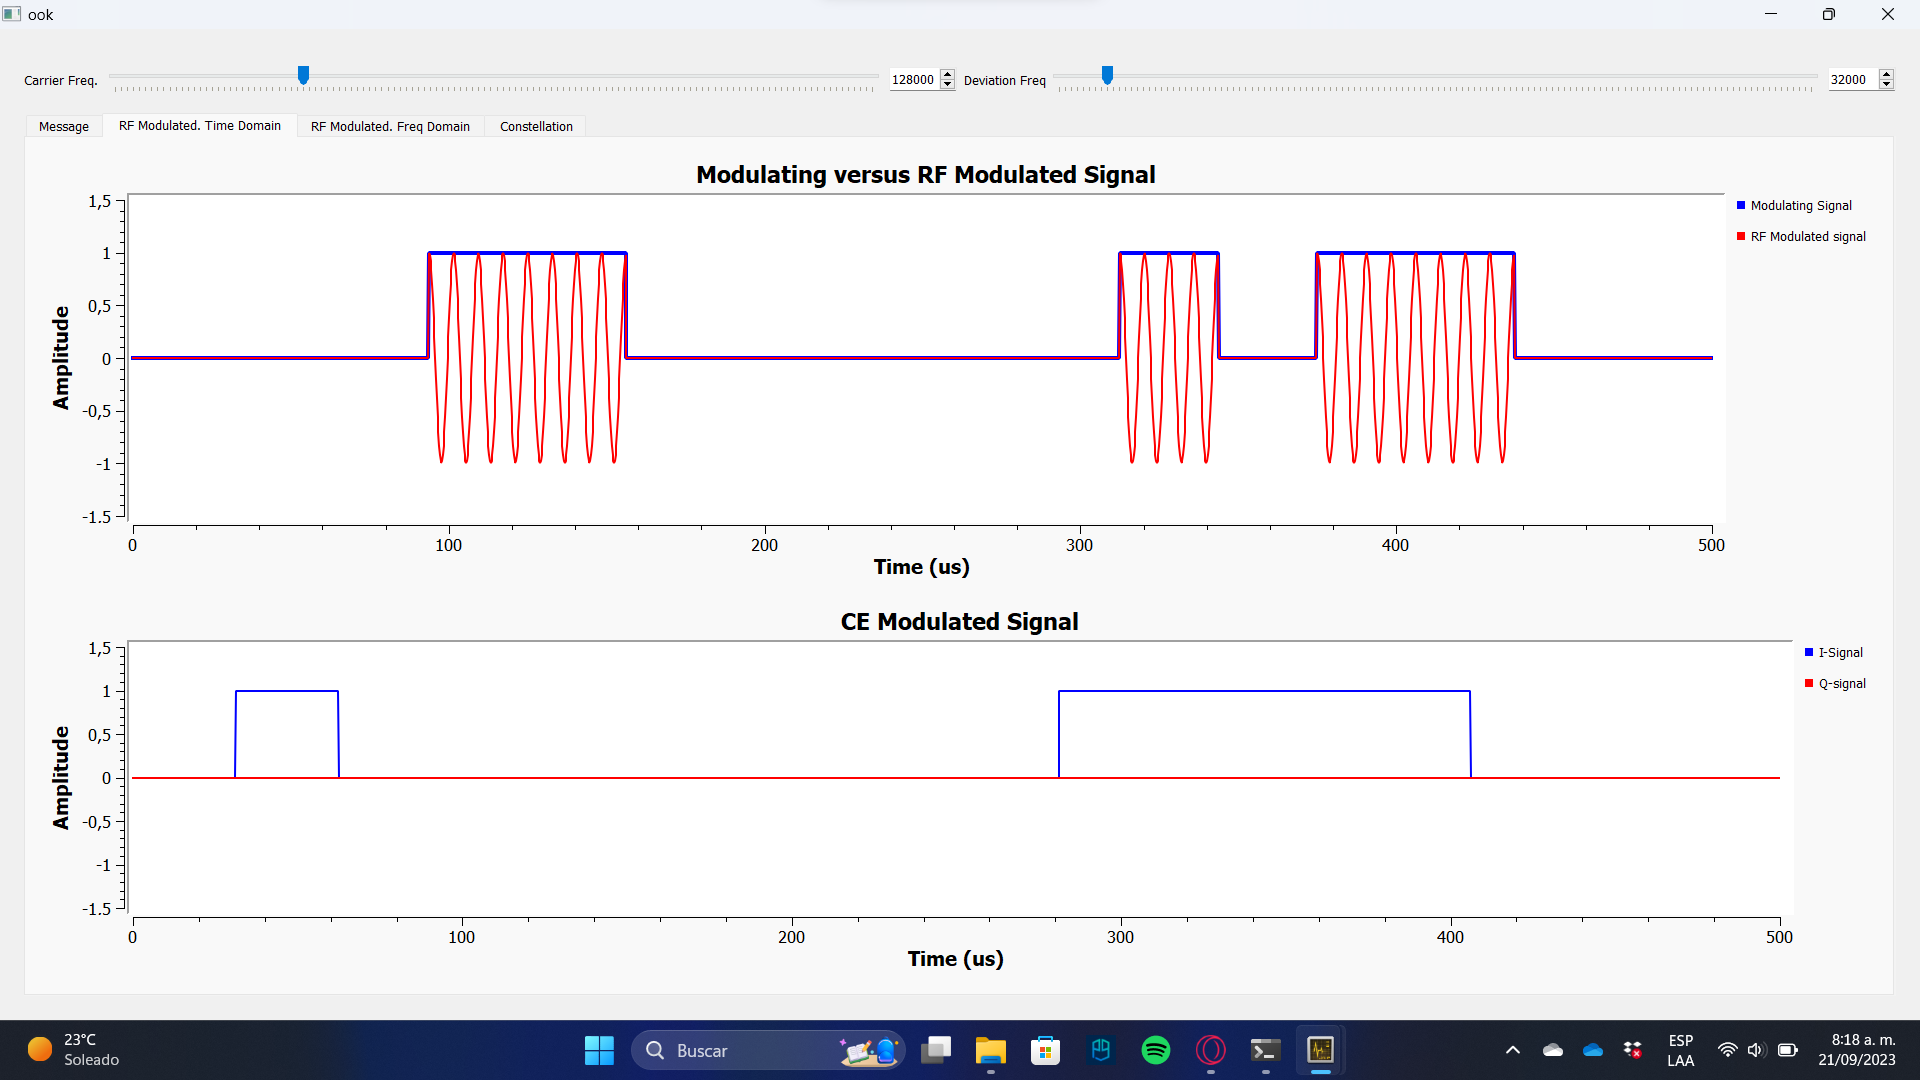 ook
Carrier Freq.
128000
Deviation Freq
32000
Message
RF Modulated. Time Domain
RF Modulated. Freq Domain
Constellation
Modulating versus RF Modulated Signal
Modulating Signal
RF Modulated signal
Amplitude
1,5
1
0,5
0
-0,5
-1
-1.5
0
100
200
300
400
500
Time (us)
CE Modulated Signal
I-Signal
Q-signal
Amplitude
1,5
1
0,5
0
-0,5
-1
-1.5
0
100
200
300
400
500
Time (us)
23°C
Soleado
Buscar
ESP
LAA
8:18 a. m.
21/09/2023